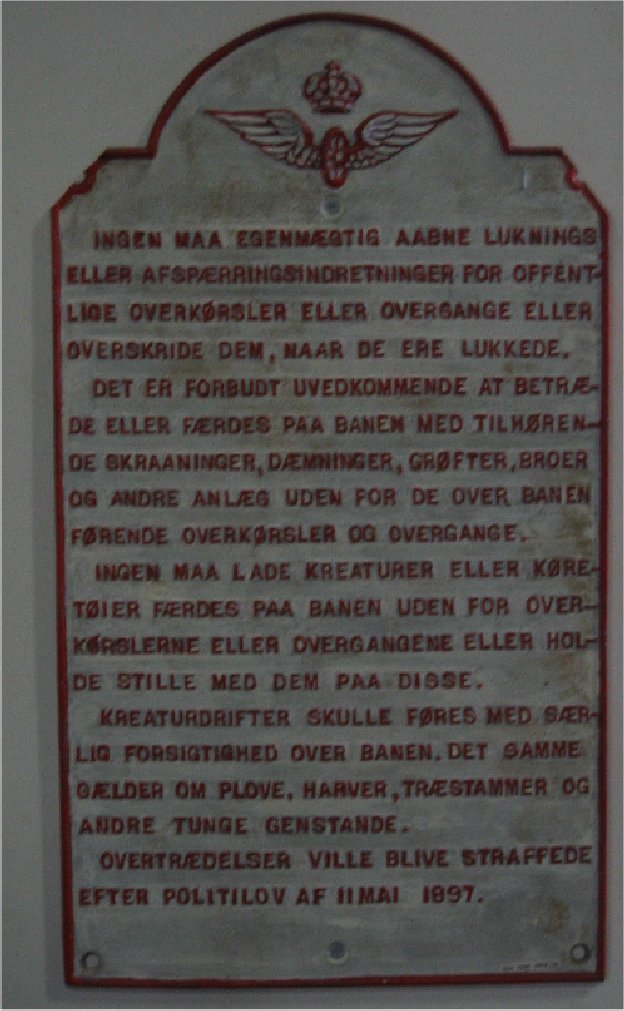 INGEN MAA EGENMÆGTIG AABNE LUKNINGS
ELLER AFSPÆRRINGSINDRETNINGER FOR OFFENT-
LIGE OVERKØRSLER ELLER OVERGANGE ELLER
OVERSKRIDE DEM, NAAR DE ERE LUKKEDE.
DET ER FORBUDT UVEDKOMMENDE AT BETRÆ-
DE ELLER FÆRDES PAA BANEN MED TILHØREN-
DE SKRAANINGER, DÆMNINGER, GRØFTER, BROER
OG ANDRE ANLÆG UDEN FOR DE OVER BANEN
FØRENDE OVERKØRSLER OG OVERGANGE.
INGEN MAA LADE KREATURER ELLER KØRE-
TØIER FÆRDES PAA BANEN UDEN FOR OVER-
KØRSLERNE ELLER OVERGANGENE ELLER HOL-
DE STILLE MED DEM PAA DISSE.
KREATURDRIFTER SKULLE FØRES MED SÆR-
LIG FORSIGTIGHED OVER BANEN. DET SAMME
GÆLDER OM PLOVE, HARVER, TRÆSTAMMER OG
ANDRE TUNGE GENSTANDE.
OVERTRÆDELSER VILLE BLIVE STRAFFEDE
EFTER POLITILOV AF 11 MAI 1897.